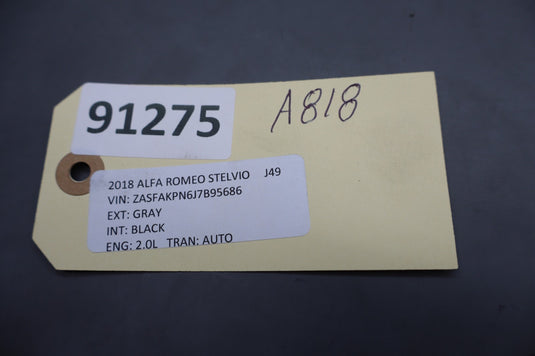 91275
A818
2018 ALFA ROMEO STELVIO J49
VIN: ZASFAKPN6J7B95686
EXT: GRAY
INT: BLACK
ENG: 2.0L TRAN: AUTO